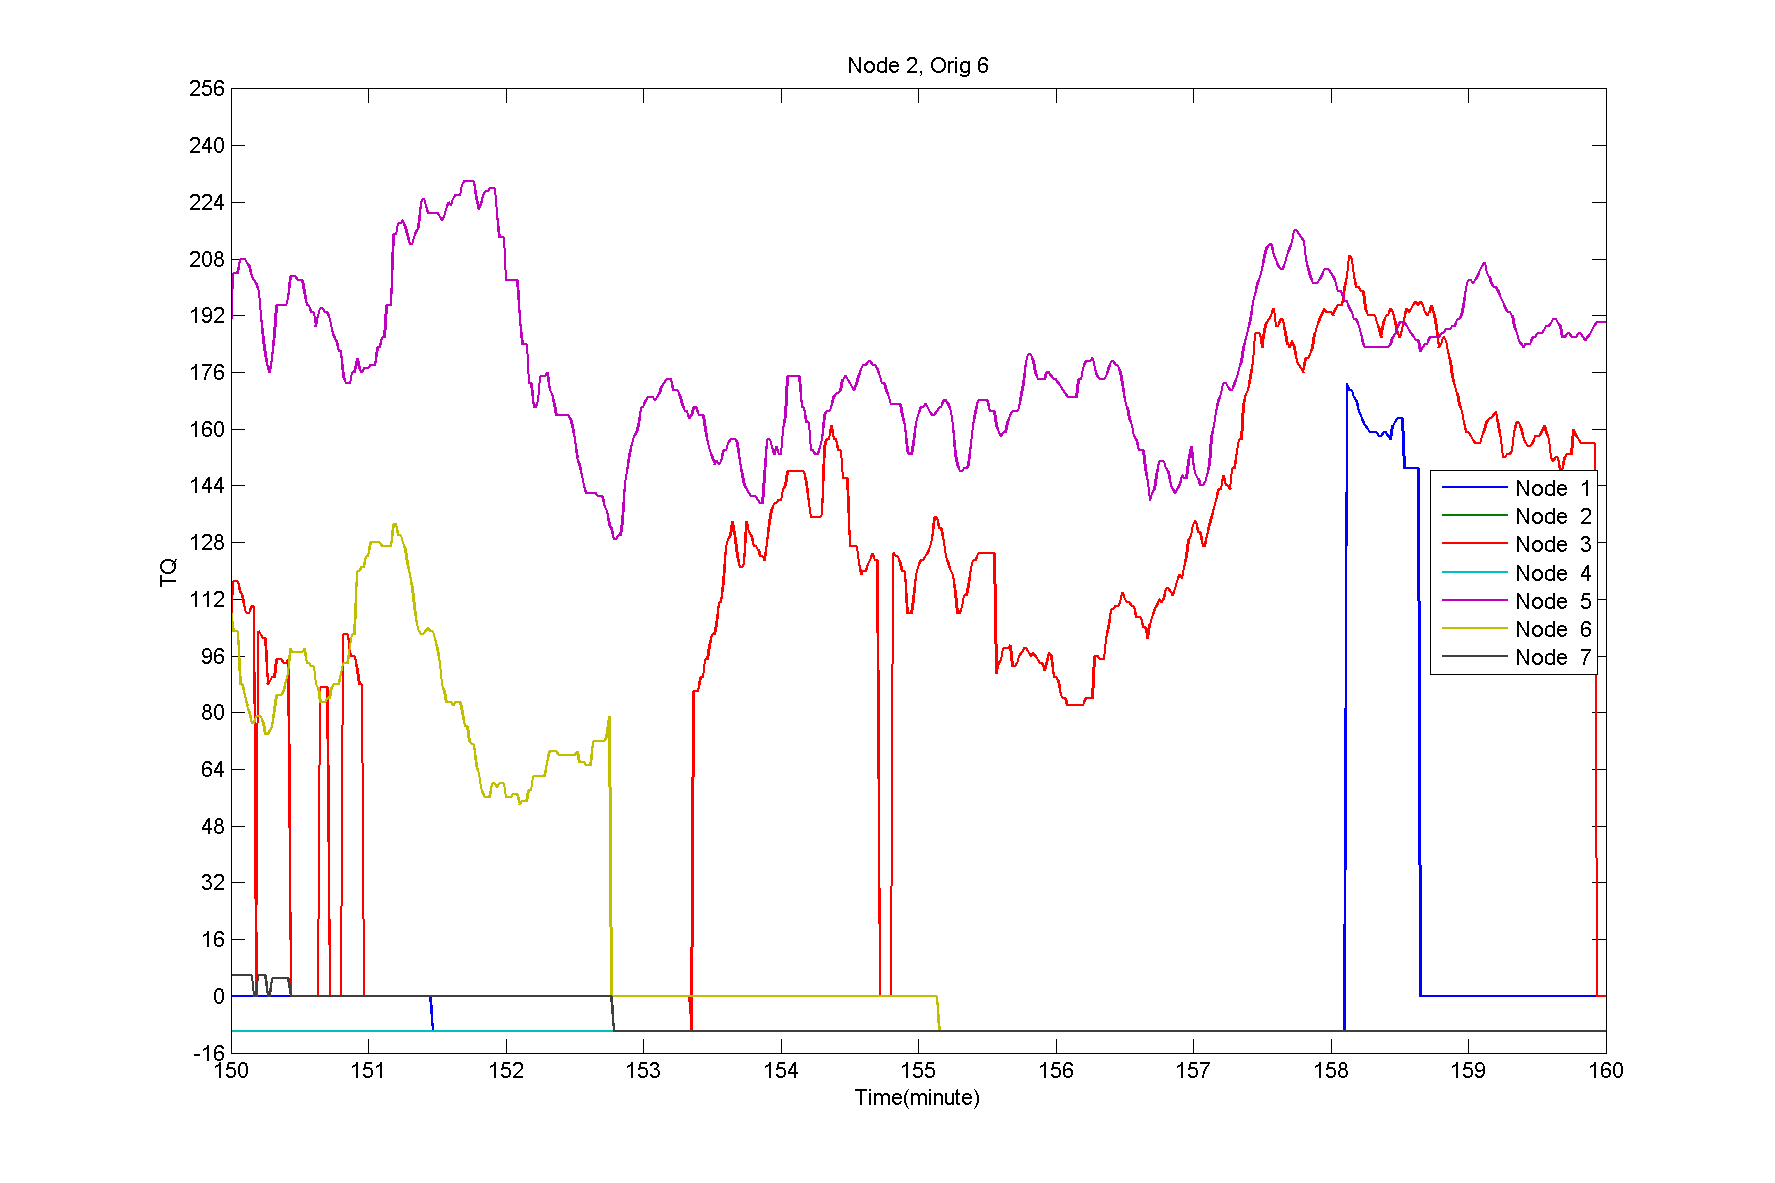 Node 2, Orig 6
256
240
224
208
192
176
160
144
128
112
96
80
64
48
32
16
0
-16
TQ
150 151 152 153 154 155 156 157 158 159 160
Time(minute)
Node 1
Node 2
Node 3
Node 4
Node 5
Node 6
Node 7